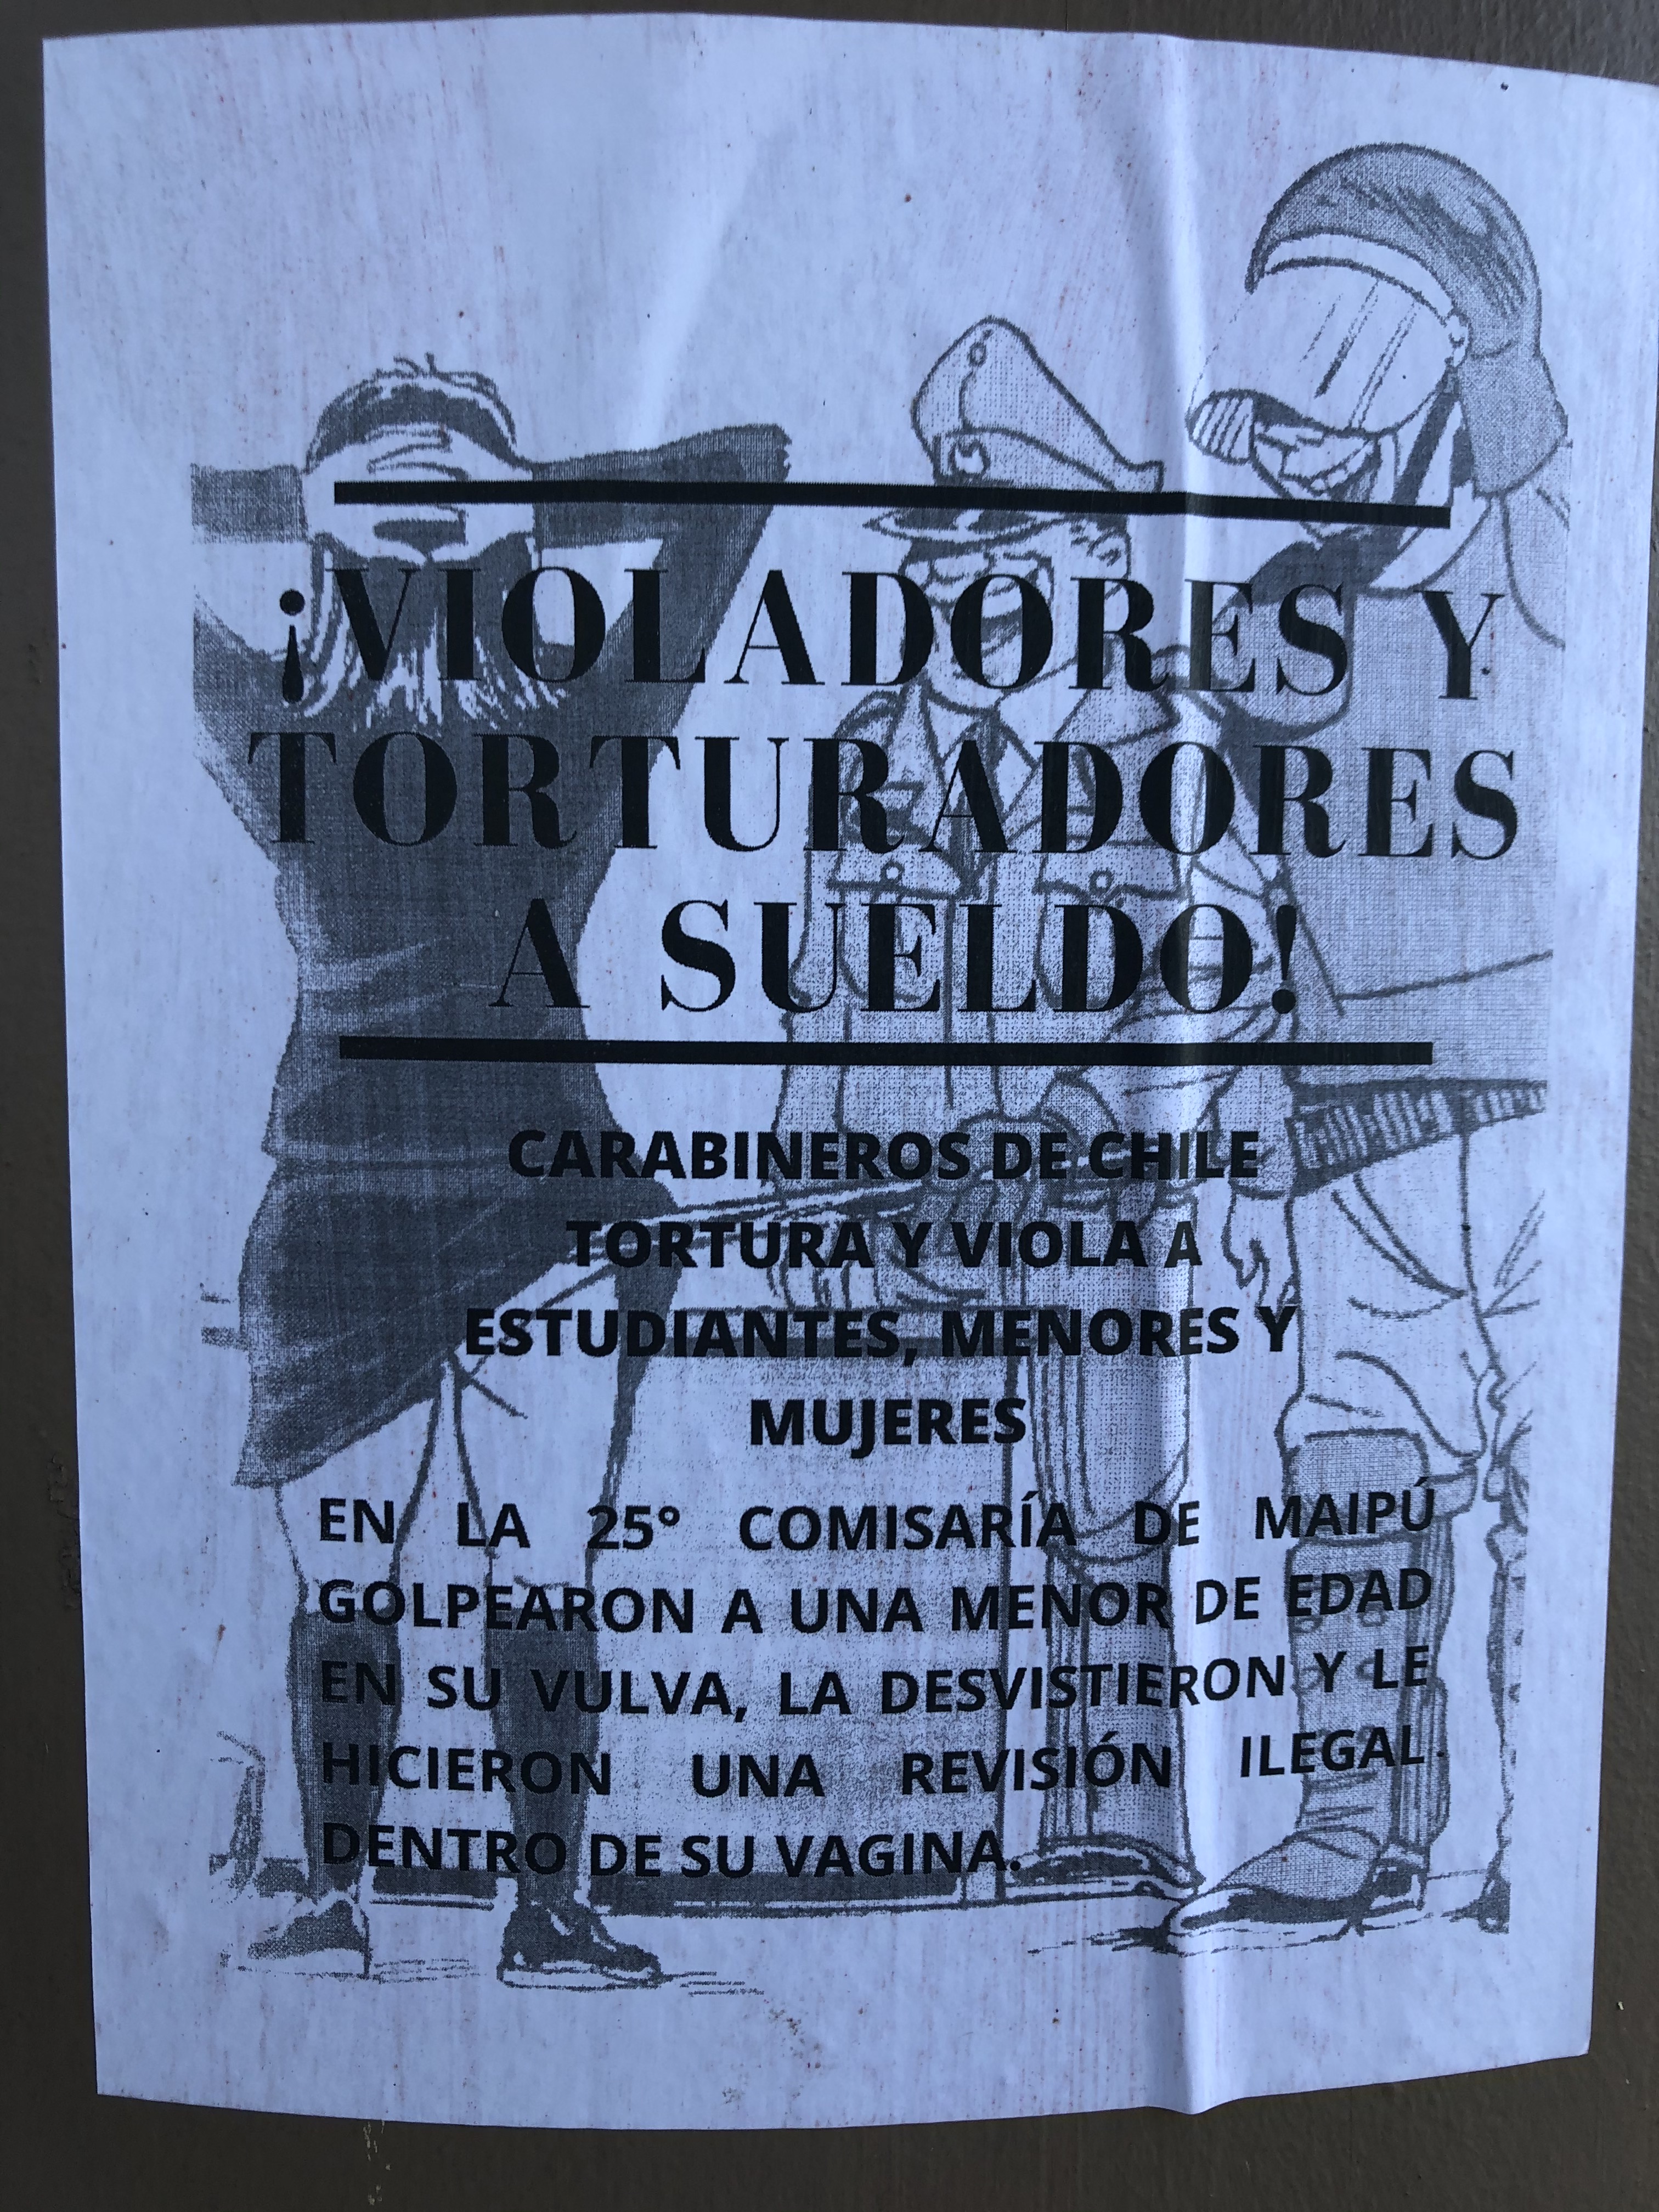 ¡VIOLADORES Y
TORTURADORES
A SUELDO!
CARABINEROS DE CHILE
TORTURA Y VIOLA A
ESTUDIANTES, MENORES Y
MUJERES
EN LA 25° COMISARÍA DE MAIPÚ
GOLPEARON A UNA MENOR DE EDAD
EN SU VULVA, LA DESVISTIERON Y LE
HICIERON UNA REVISIÓN ILEGAL
DENTRO DE SU VAGINA.